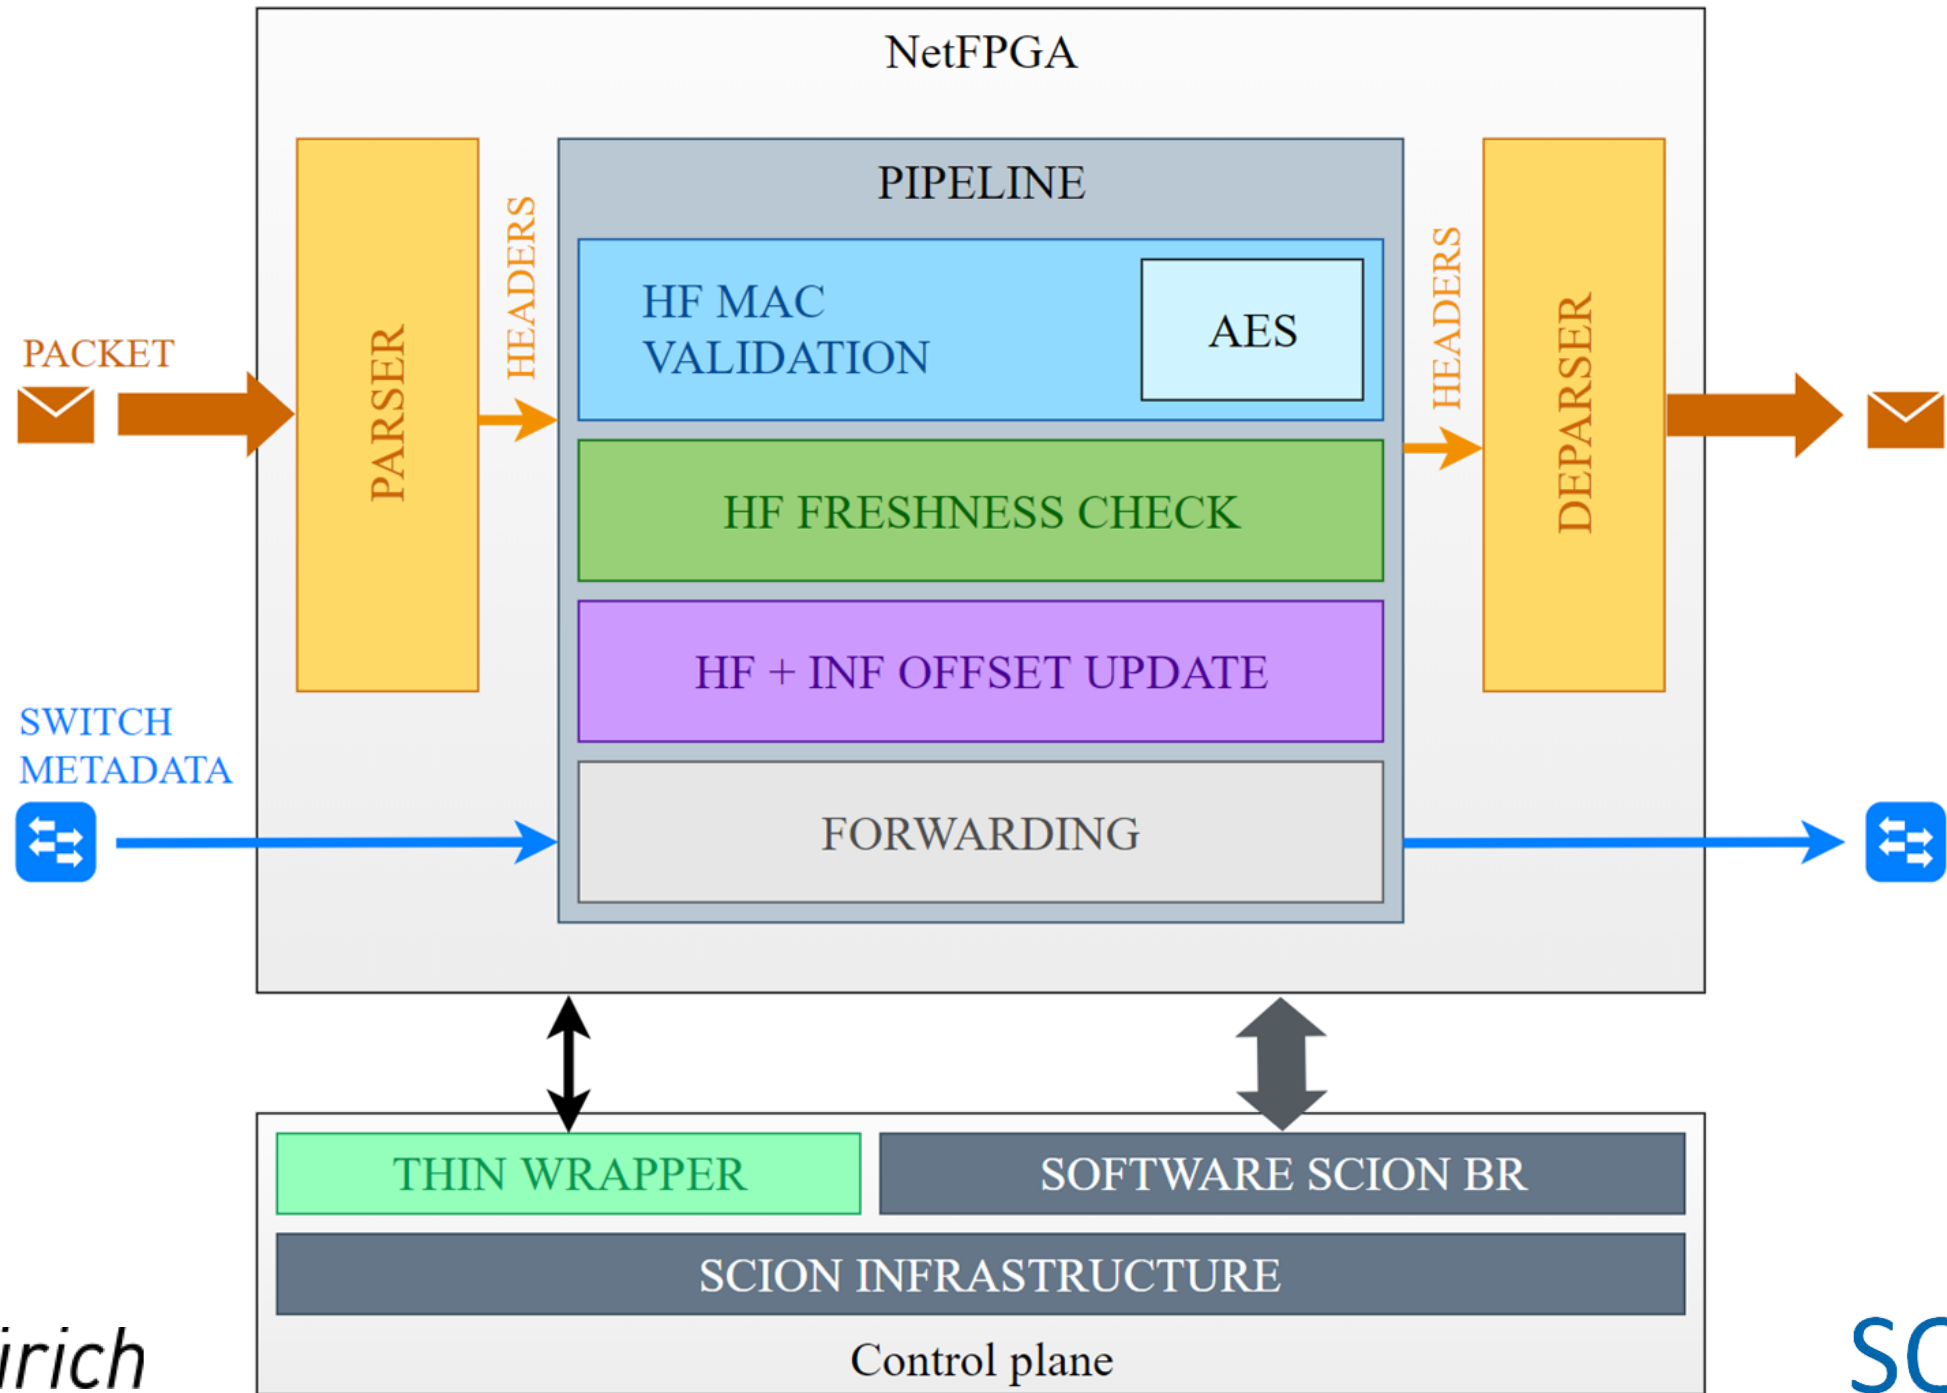 NetFPGA
PIPELINE
PACKET
PARSER
HEADERS
HF MAC
VALIDATION
AES
HEADERS
DEPARSER
HF FRESHNESS CHECK
HF + INF OFFSET UPDATE
SWITCH
METADATA
FORWARDING
THIN WRAPPER
SOFTWARE SCION BR
SCION INFRASTRUCTURE
Control plane